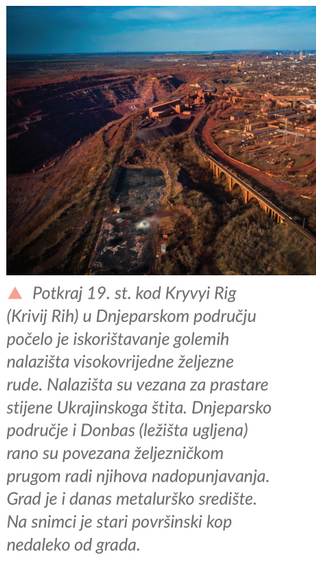 Potkraj 19. st. kod Kryvyi Rig
(Krivij Rih) u Dnjeparskom području
počelo je iskorištavanje golemih
nalazišta visokovrijedne željezne
rude. Nalazišta su vezana za prastare
stijene Ukrajinskoga štita. Dnjeparsko
područje i Donbas (ležišta ugljena)
rano su povezana željezničkom
prugom radi njihova nadopunjavanja.
Grad je i danas metalurško središte.
Na snimci je stari površinski kop
nedaleko od grada.